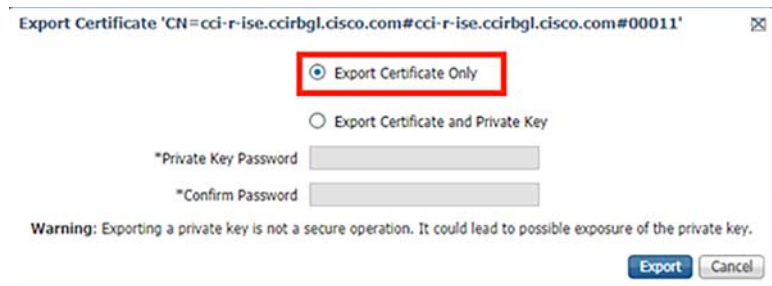 Export Certificate 'CN=cci-r-ise.ccirbgl.cisco.com#cci-r-ise.ccirbgl.cisco.com#00011'
Export Certificate Only
Export Certificate and Private Key
*Private Key Password
*Confirm Password
Warning: Exporting a private key is not a secure operation. It could lead to possible exposure of the private key.
Export Cancel